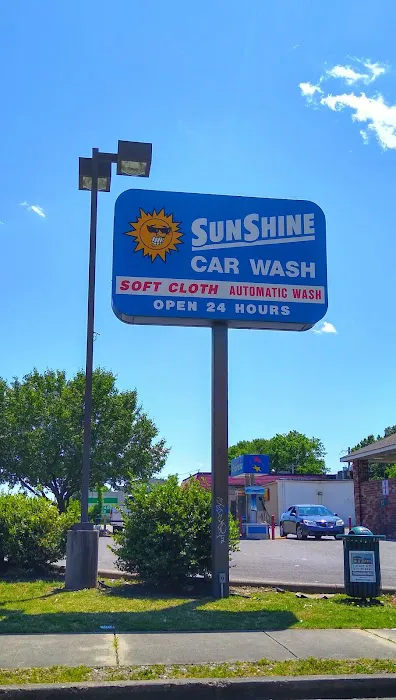 SUNSHINE
CAR WASH
SOFT CLOTH AUTOMATIC WASH
OPEN 24 HOURS